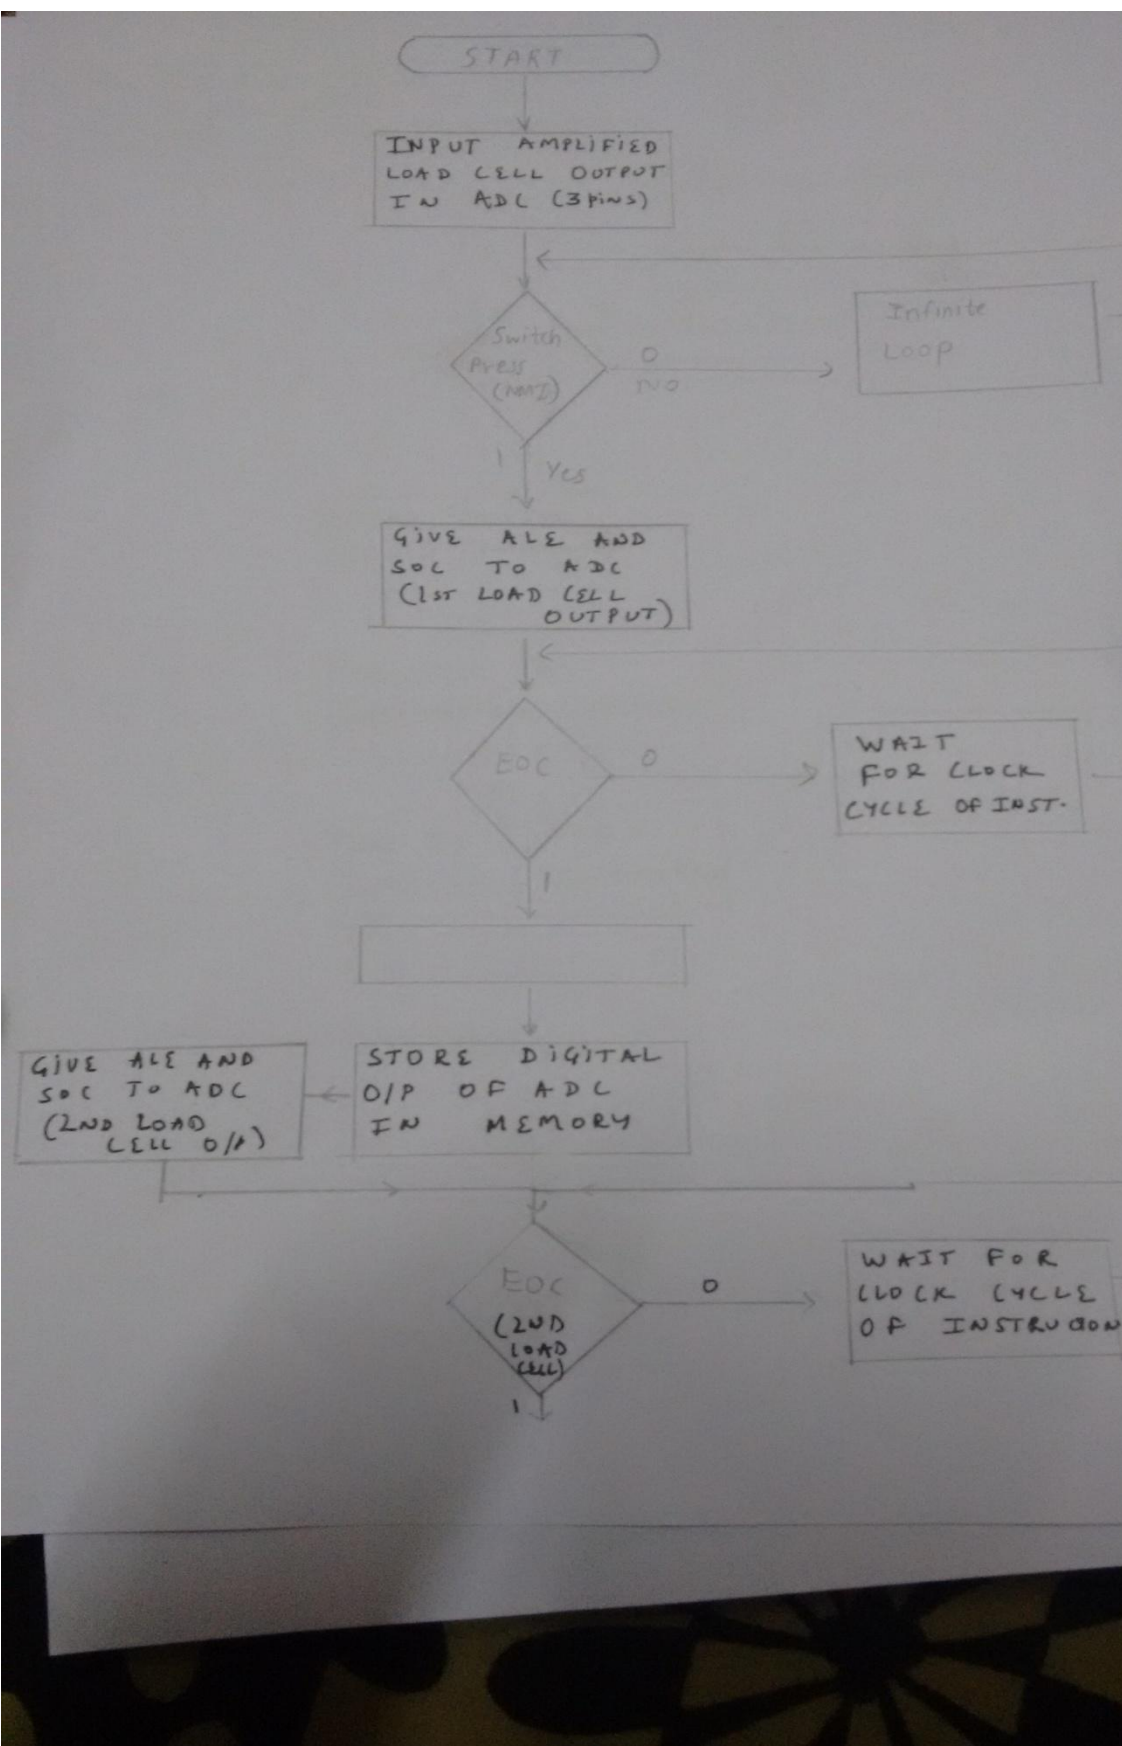 START
INPUT AMPLIFIED
LOAD CELL OUTPUT
IN ADC (3 PINS)
Switch
Press
(NMI)
0
NO
Infinite
LOOP
1
Yes
GIVE ALE AND
SOC TO ADC
(1ST LOAD CELL
OUTPUT)
EOC
0
WAIT
FOR CLOCK
CYCLE OF INST.
1
GIVE ALE AND
SOC TO ADC
(2ND LOAD
CELL O/P)
STORE DIGITAL
O/P OF ADC
IN MEMORY
EOC
(2ND
LOAD
CELL)
0
WAIT FOR
CLOCK CYCLE
OF
1